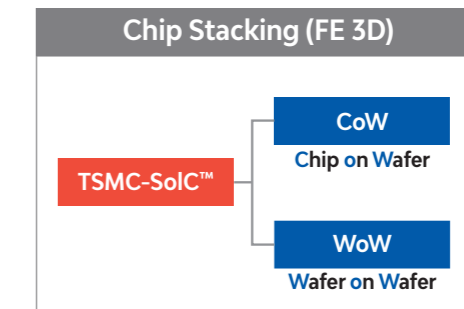 Chip Stacking (FE 3D)
CoW
Chip on Wafer
TSMC-SoIC™
WoW
Wafer on Wafer